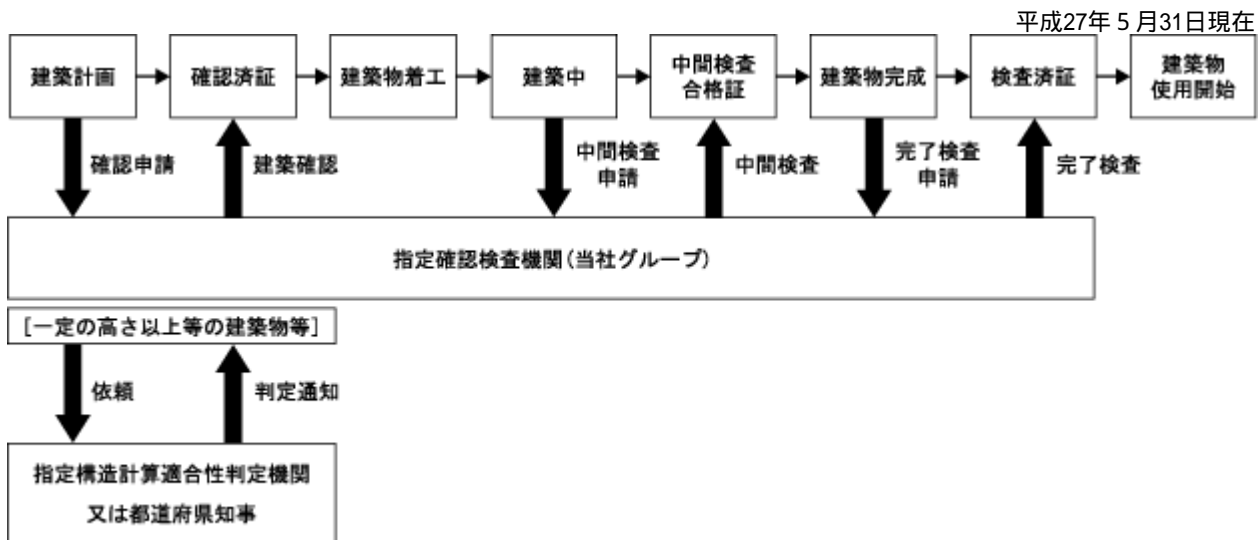 平成27年5月31日現在
建築計画
確認済証
建築物着工
建築中
中間検査
合格証
建築物完成
検査済証
建築物
使用開始
確認申請
建築確認
中間検査
申請
中間検査
完了検査
申請
完了検査
指定確認検査機関(当社グループ)
[一定の高さ以上等の建築物等]
依頼
判定通知
指定構造計算適合性判定機関
又は都道府県知事